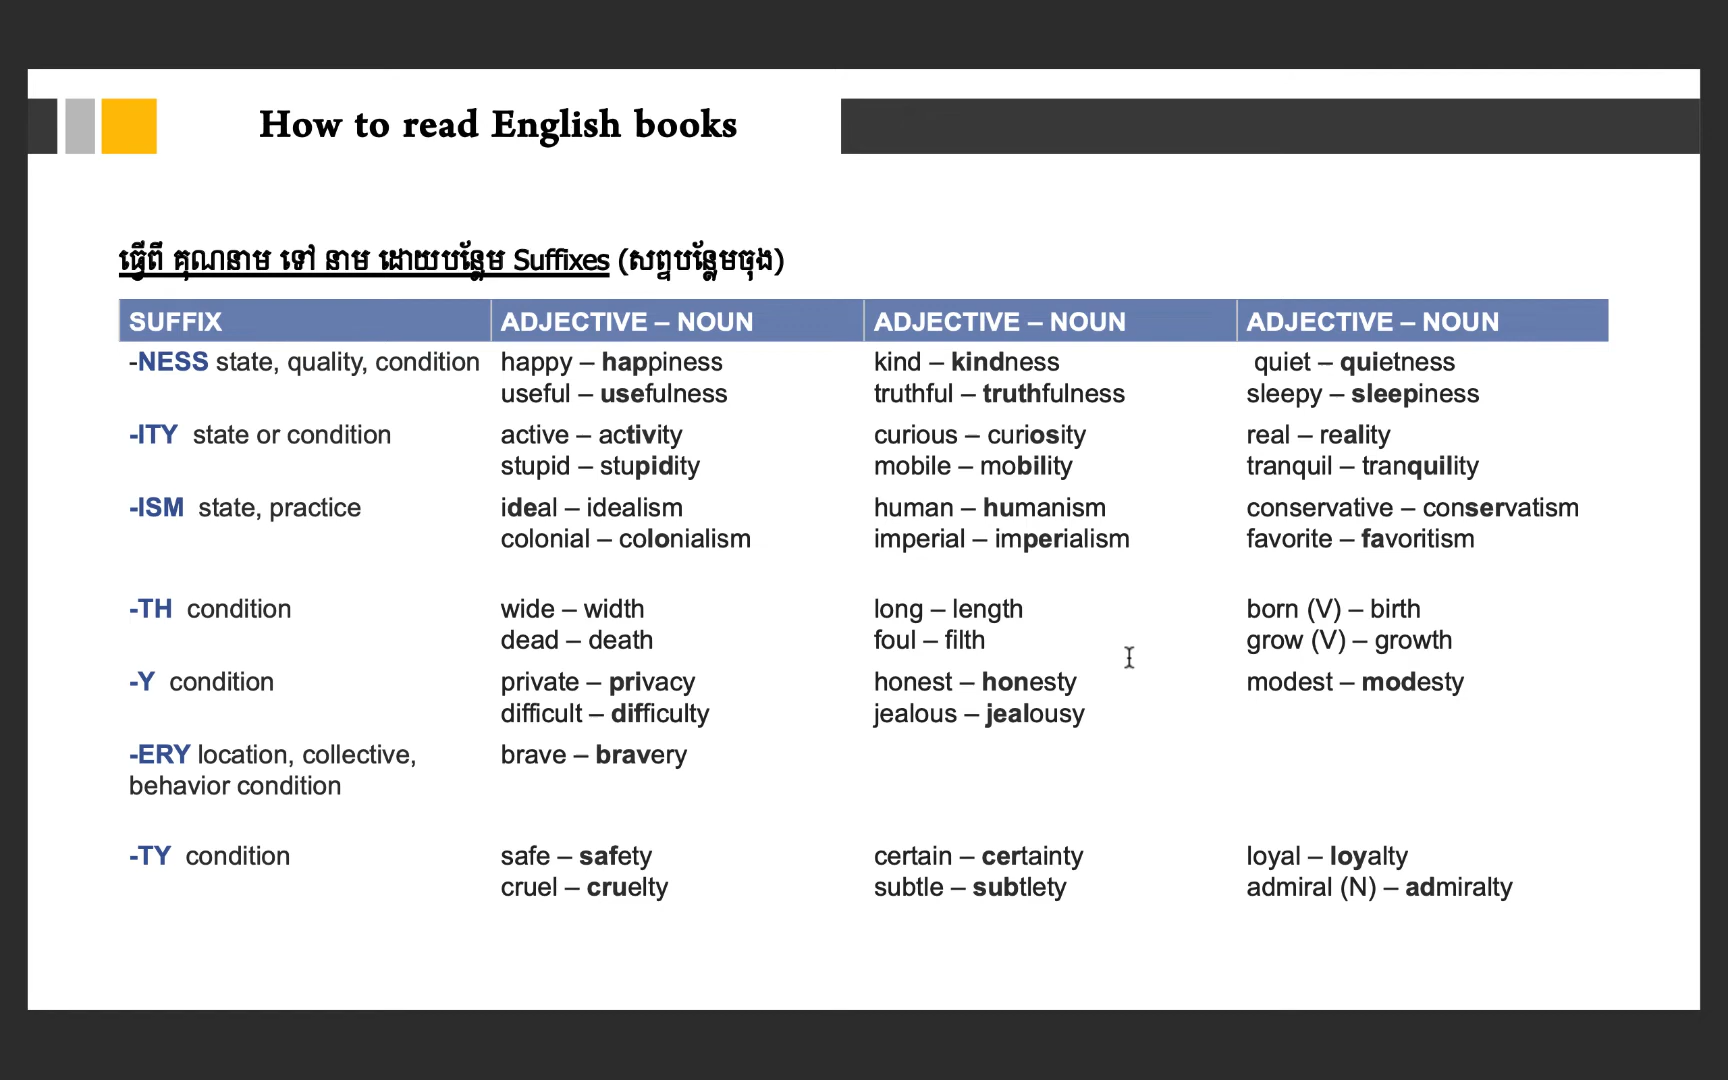 How to read English books
ធ្វើពី គុណនាម ទៅ នាម ដោយបន្ថែម Suffixes (សព្ទបន្ថែមចុង)
SUFFIX ADJECTIVE – NOUN ADJECTIVE – NOUN ADJECTIVE – NOUN
-NESS state, quality, condition happy – happiness kind – kindness quiet – quietness
useful – usefulness truthful – truthfulness sleepy – sleepiness
-ITY state or condition active – activity curious – curiosity real – reality
stupid – stupidity mobile – mobility tranquil – tranquility
-ISM state, practice ideal – idealism human – humanism conservative – conservatism
colonial – colonialism imperial – imperialism favorite – favoritism
-TH condition wide – width long – length born (V) – birth
dead – death foul – filth grow (V) – growth
-Y condition private – privacy honest – honesty modest – modesty
difficult – difficulty jealous – jealousy
-ERY location, collective, brave – bravery
behavior condition
-TY condition safe – safety certain – certainty loyal – loyalty
cruel – cruelty subtle – subtlety admiral (N) – admiralty